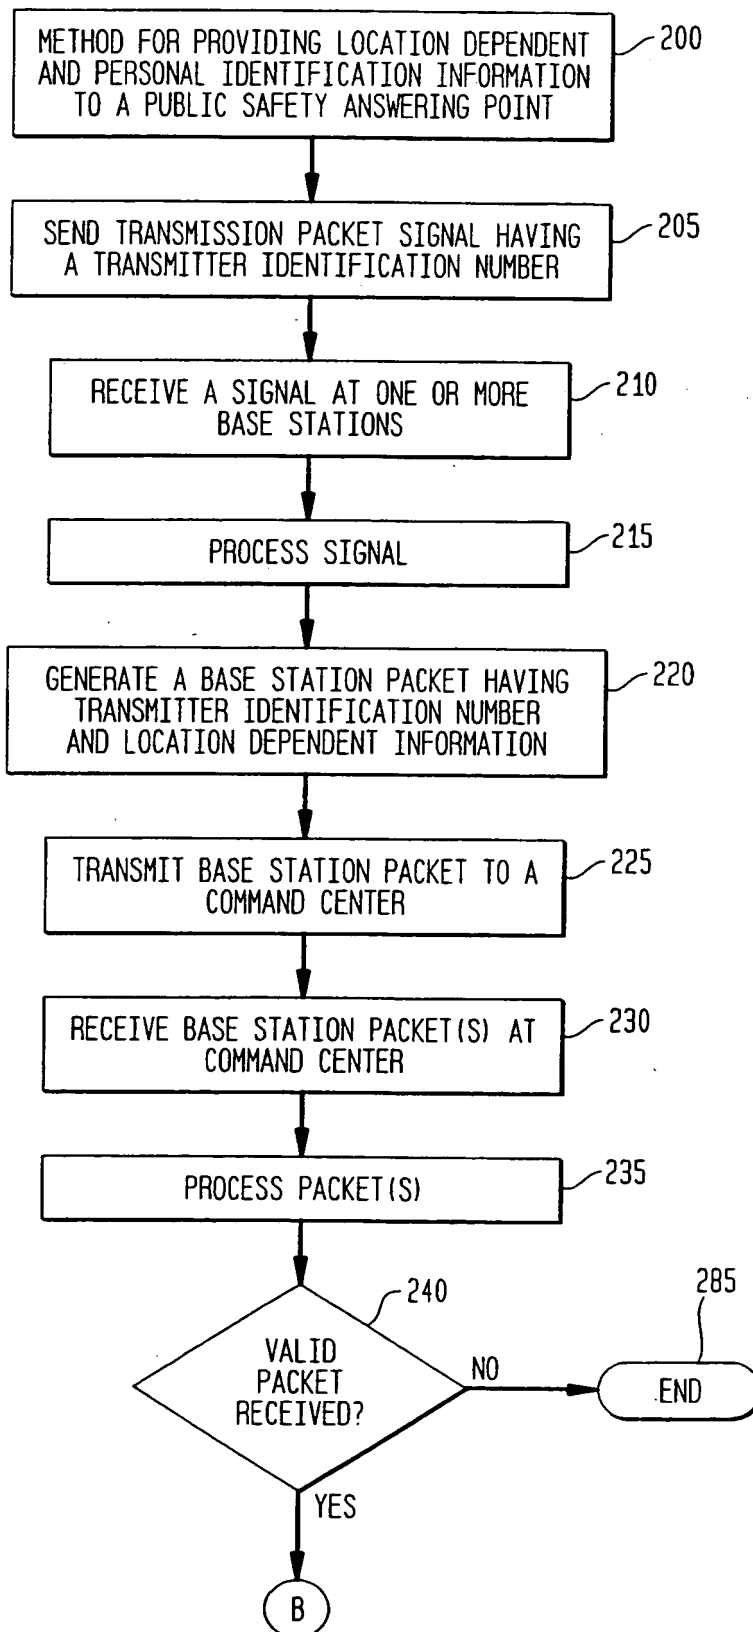 METHOD FOR PROVIDING LOCATION DEPENDENT
AND PERSONAL IDENTIFICATION INFORMATION
TO A PUBLIC SAFETY ANSWERING POINT
200
SEND TRANSMISSION PACKET SIGNAL HAVING
A TRANSMITTER IDENTIFICATION NUMBER
205
RECEIVE A SIGNAL AT ONE OR MORE
BASE STATIONS
210
PROCESS SIGNAL
215
GENERATE A BASE STATION PACKET HAVING
TRANSMITTER IDENTIFICATION NUMBER
AND LOCATION DEPENDENT INFORMATION
220
TRANSMIT BASE STATION PACKET TO A
COMMAND CENTER
225
RECEIVE BASE STATION PACKET(S) AT
COMMAND CENTER
230
PROCESS PACKET(S)
235
VALID
PACKET
RECEIVED?
240
NO
END
285
YES
B